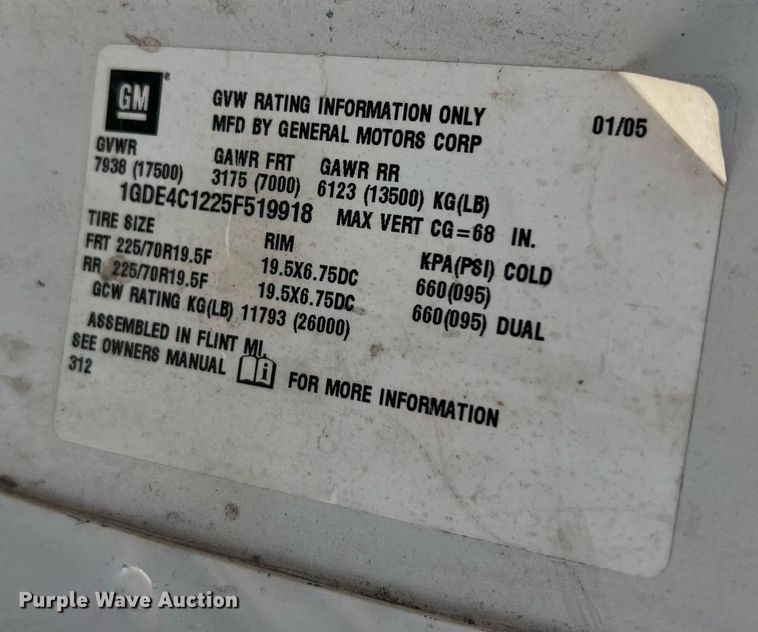 GM ®
GVW RATING INFORMATION ONLY 01/05
MFD BY GENERAL MOTORS CORP
GVWR GAWR FRT GAWR RR
7938 (17500) 3175 (7000) 6123 (13500) KG(LB)
1GDE4C1225F519918 MAX VERT CG=68 IN.
TIRE SIZE RIM KPA(PSI) COLD
FRT 225/70R19.5F 19.5X6.75DC 660(095)
RR 225/70R19.5F 19.5X6.75DC 660(095) DUAL
GCW RATING KG(LB) 11793 (26000)
ASSEMBLED IN FLINT MI.
SEE OWNERS MANUAL i FOR MORE INFORMATION
312
Purple Wave Auction